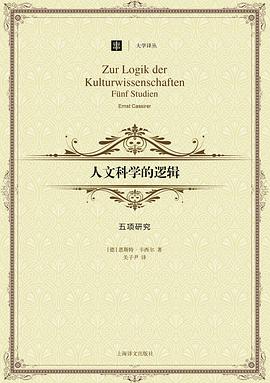 大学译丛
Zur Logik der
Kulturwissenschaften
Fünf Studien
Ernst Cassirer
人文科学的逻辑
五项研究
[德] 恩斯特·卡西尔 著
关子尹 译
上海译文出版社